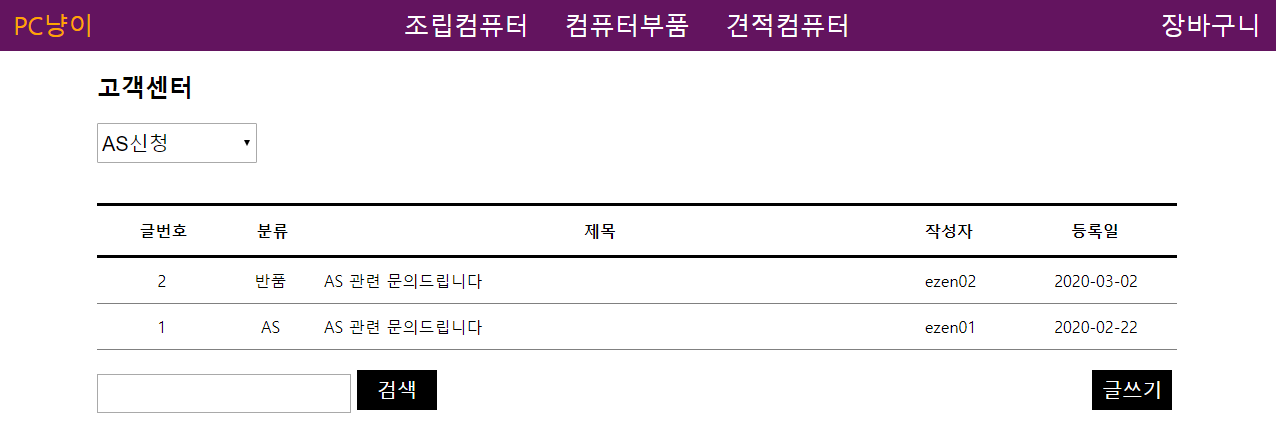 PC냥이 조립컴퓨터 컴퓨터부품 견적컴퓨터 장바구니
고객센터
AS신청
글번호 분류 제목 작성자 등록일
2 반품 AS 관련 문의드립니다 ezen02 2020-03-02
1 AS AS 관련 문의드립니다 ezen01 2020-02-22
검색 글쓰기